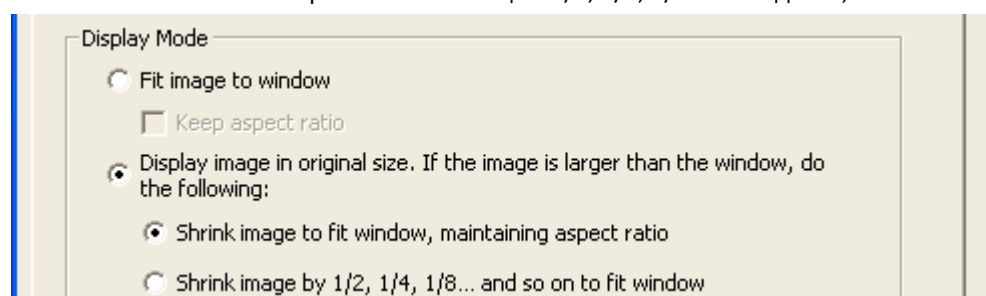 Display Mode
Fit image to window
Keep aspect ratio
Display image in original size. If the image is larger than the window, do
the following:
Shrink image to fit window, maintaining aspect ratio
Shrink image by 1/2, 1/4, 1/8... and so on to fit window